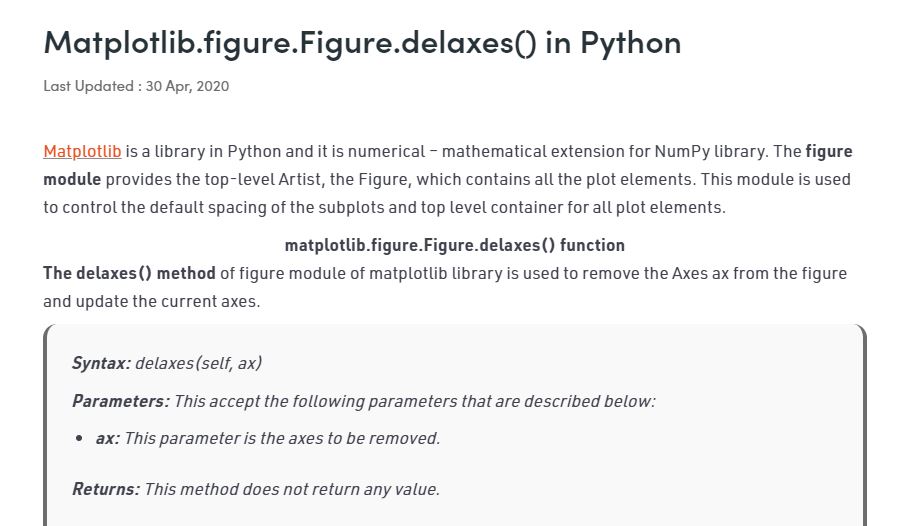 Matplotlib.figure.Figure.delaxes() in Python
Last Updated : 30 Apr, 2020
Matplotlib is a library in Python and it is numerical – mathematical extension for NumPy library. The figure
module provides the top-level Artist, the Figure, which contains all the plot elements. This module is used
to control the default spacing of the subplots and top level container for all plot elements.
matplotlib.figure.Figure.delaxes() function
The delaxes() method of figure module of matplotlib library is used to remove the Axes ax from the figure
and update the current axes.
Syntax: delaxes(self, ax)
Parameters: This accept the following parameters that are described below:
• ax: This parameter is the axes to be removed.
Returns: This method does not return any value.